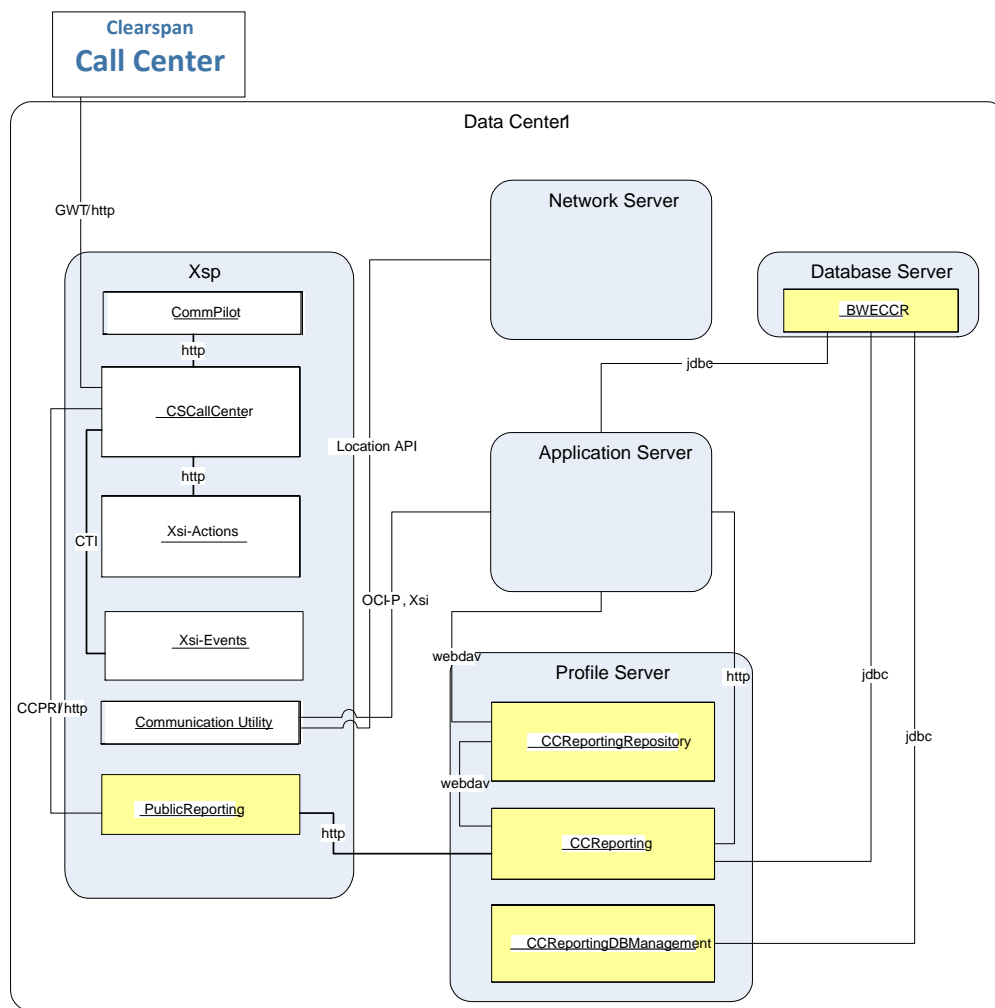 Clearspan
Call Center
Data Center1
GWT/http
Network Server
Xsp
Database Server
CommPilot
BWECCR
http
jdbc
CSCallCenter
Location API
Application Server
http
Xsi-Actions
CTI
OCI-P, Xsi
Xsi-Events
webdav
Profile Server
http
jdbc
CCPRI/http
Communication Utility
CCReportingRepository
jdbc
webdav
PublicReporting
http
CCReporting
CCReportingDBManagement